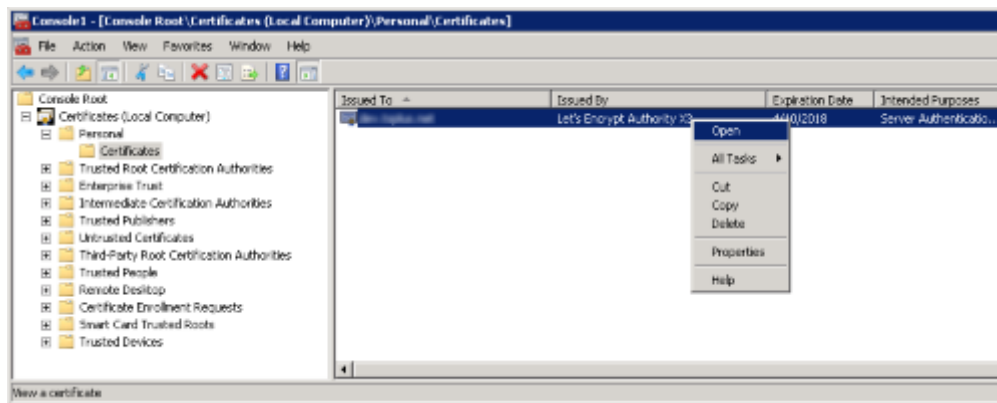 Console1 - [Console Root\Certificates (Local Computer)\Personal\Certificates]
File Action View Favorites Window Help
Console Root
Certificates (Local Computer)
Personal
Certificates
Trusted Root Certification Authorities
Enterprise Trust
Intermediate Certification Authorities
Trusted Publishers
Untrusted Certificates
Third-Party Root Certification Authorities
Trusted People
Remote Desktop
Certificate Enrollment Requests
Smart Card Trusted Roots
Trusted Devices
Issued To Issued By Expiration Date Intended Purposes
Let's Encrypt Authority X3 4/10/2018 Server Authenticatio...
Open
All Tasks
Cut
Copy
Delete
Properties
Help
View a certificate